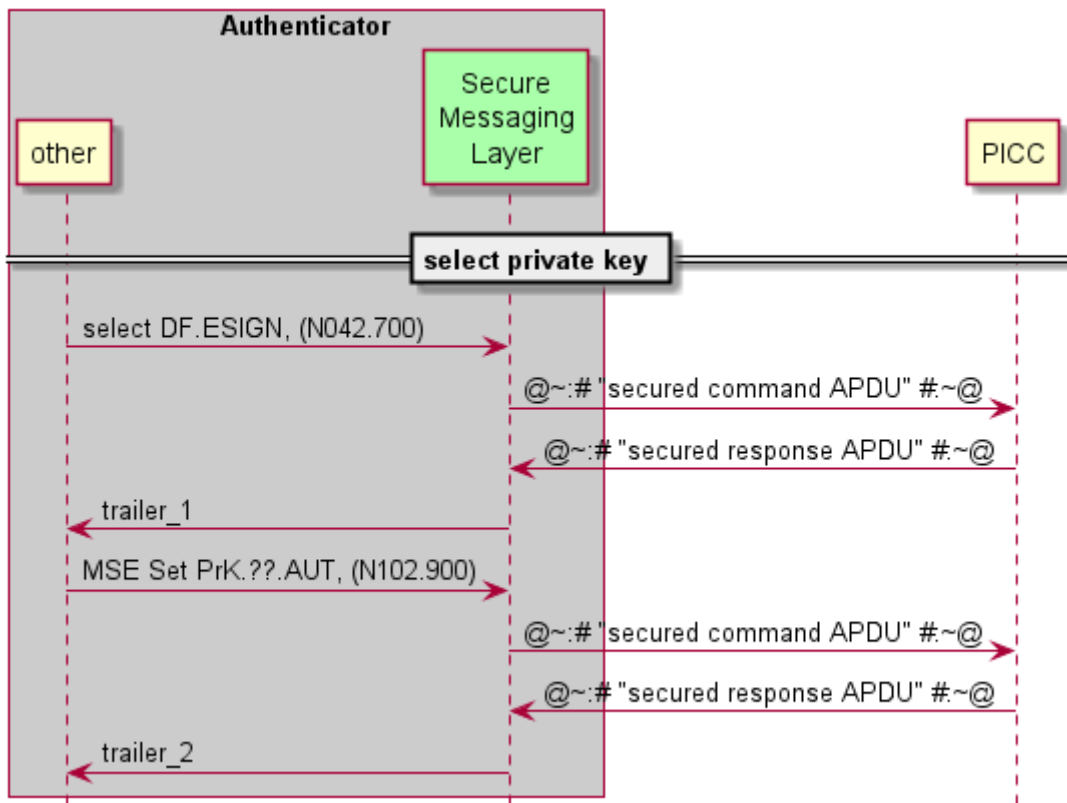 Authenticator
other
Secure
Messaging
Layer
PICC
select private key
select DF.ESIGN, (N042.700)
@~:# "secured command APDU" #:~@
@~:# "secured response APDU" #:~@
trailer_1
MSE Set PrK.??.AUT, (N102.900)
@~:# "secured command APDU" #:~@
@~:# "secured response APDU" #:~@
trailer_2